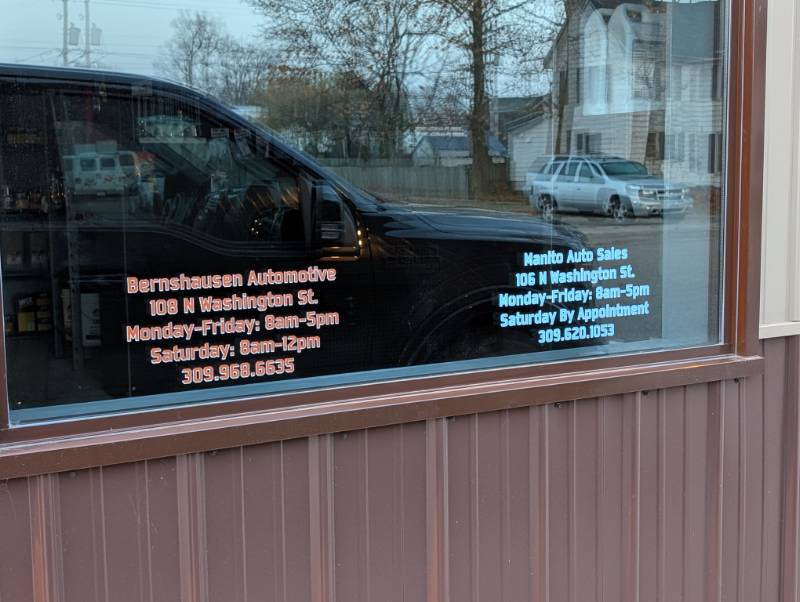 Bernshausen Automotive
108 N Washington St.
Monday-Friday: 8am-5pm
Saturday: 8am-12pm
309.968.6635
Manito Auto Sales
106 N Washington St.
Monday-Friday: 8am-5pm
Saturday By Appointment
309.620.1053